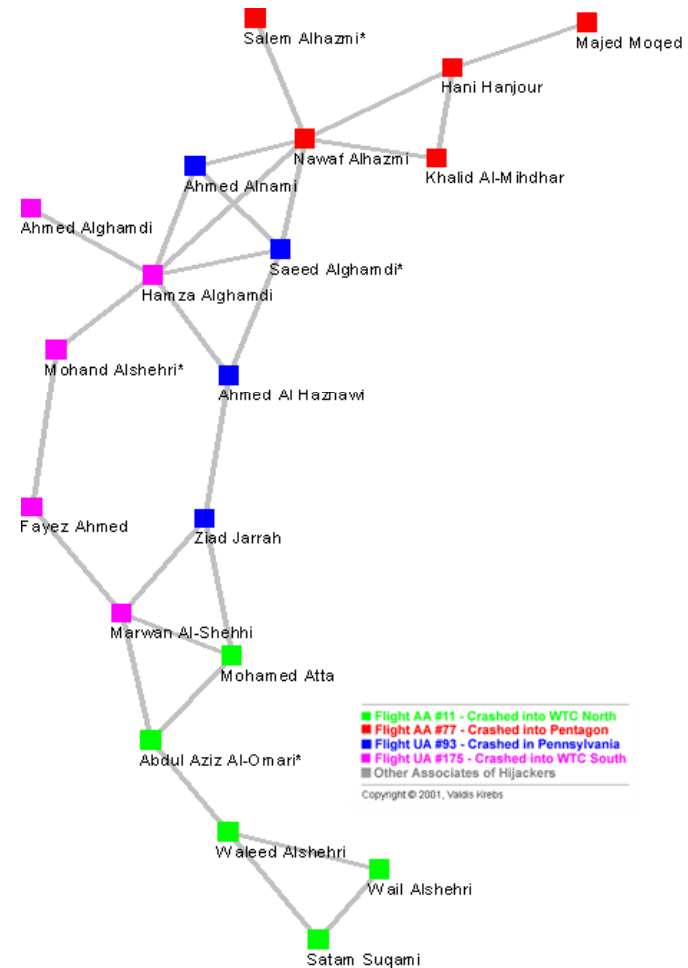 Salem Alhazmi*
Majed Moqed
Hani Hanjour
Nawaf Alhazmi
Khalid Al-Mihdhar
Ahmed Alnami
Ahmed Alghamdi
Saeed Alghamdi*
Hamza Alghamdi
Mohand Alshehri*
Ahmed Al Haznawi
Fayez Ahmed
Ziad Jarrah
Marwan Al-Shehhi
Mohamed Atta
Abdul Aziz Al-Omari*
Waleed Alshehri
Wail Alshehri
Satam Suqami
Flight AA #11 - Crashed into WTC North
Flight AA #77 - Crashed into Pentagon
Flight UA #93 - Crashed in Pennsylvania
Flight UA #175 - Crashed into WTC South
Other Associates of Hijackers
Copyright © 2001, Valdis Krebs